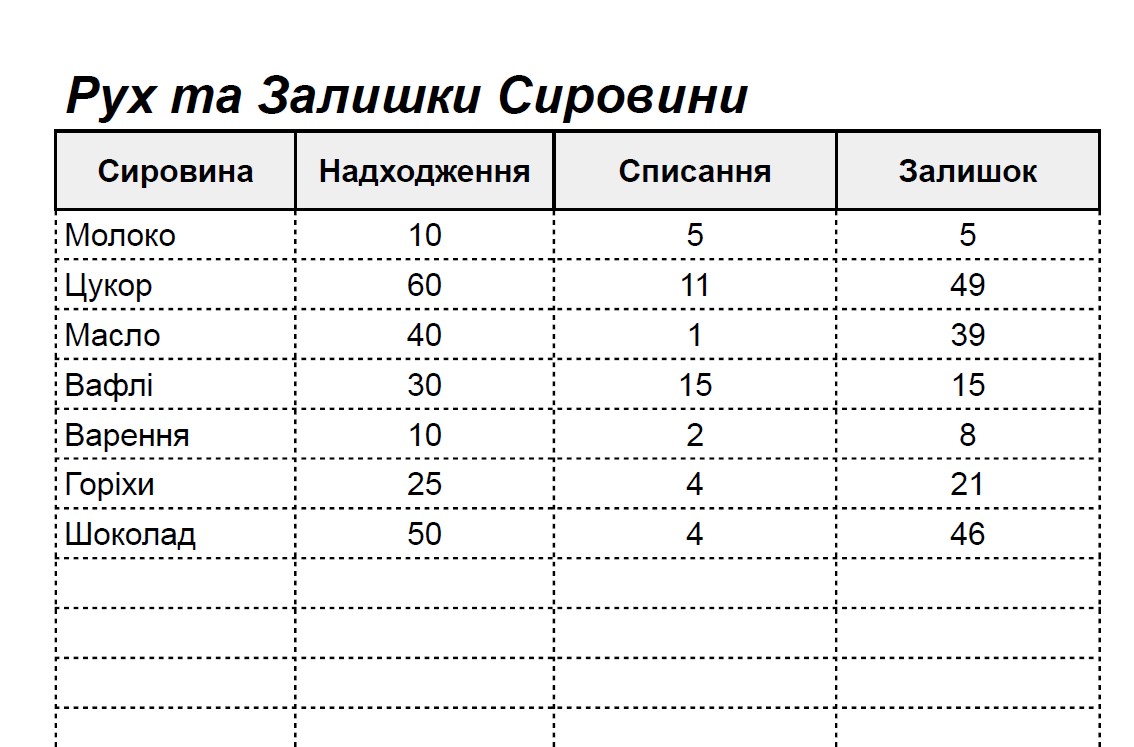 Рух та Залишки Сировини
Сировина Надходження Списання Залишок
Молоко 10 5 5
Цукор 60 11 49
Масло 40 1 39
Вафлі 30 15 15
Варення 10 2 8
Горіхи 25 4 21
Шоколад 50 4 46